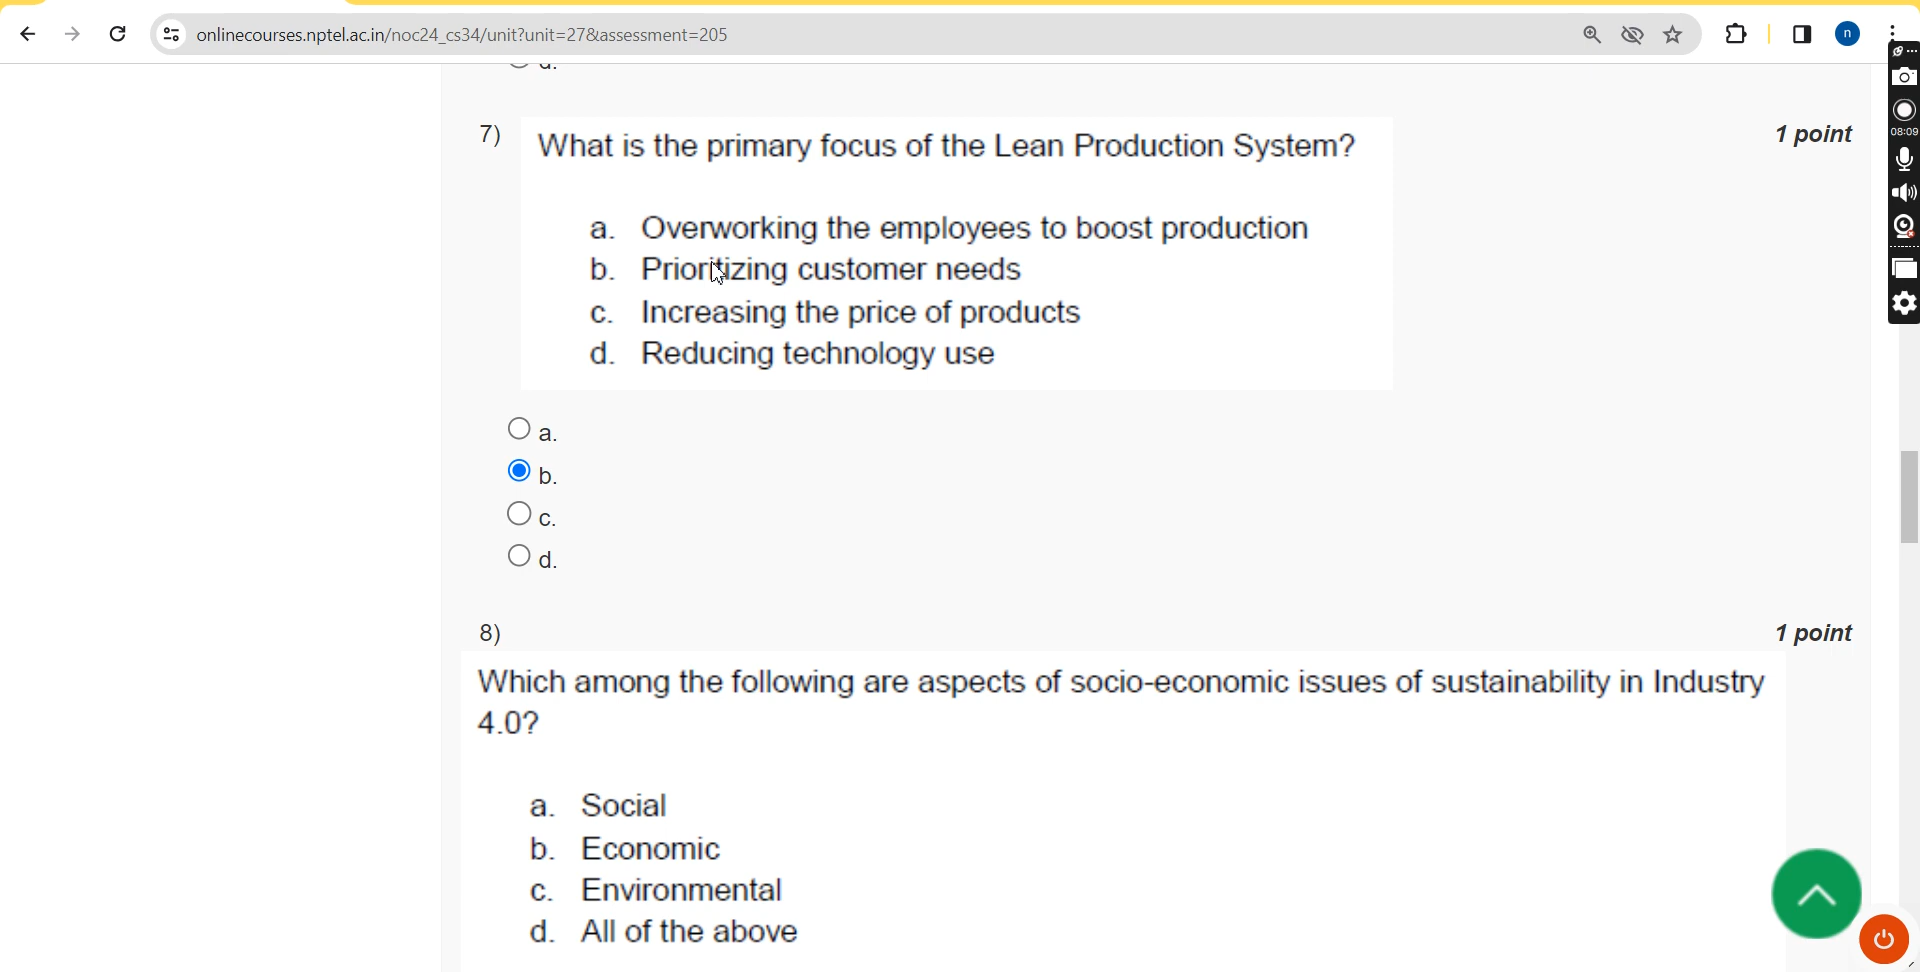 onlinecourses.nptel.ac.in/noc24_cs34/unit?unit=27&assessment=205
n
08:09
d.
7)
What is the primary focus of the Lean Production System?
1 point
a. Overworking the employees to boost production
b. Prioritizing customer needs
c. Increasing the price of products
d. Reducing technology use
a.
b.
c.
d.
8)
1 point
Which among the following are aspects of socio-economic issues of sustainability in Industry
4.0?
a. Social
b. Economic
c. Environmental
d. All of the above